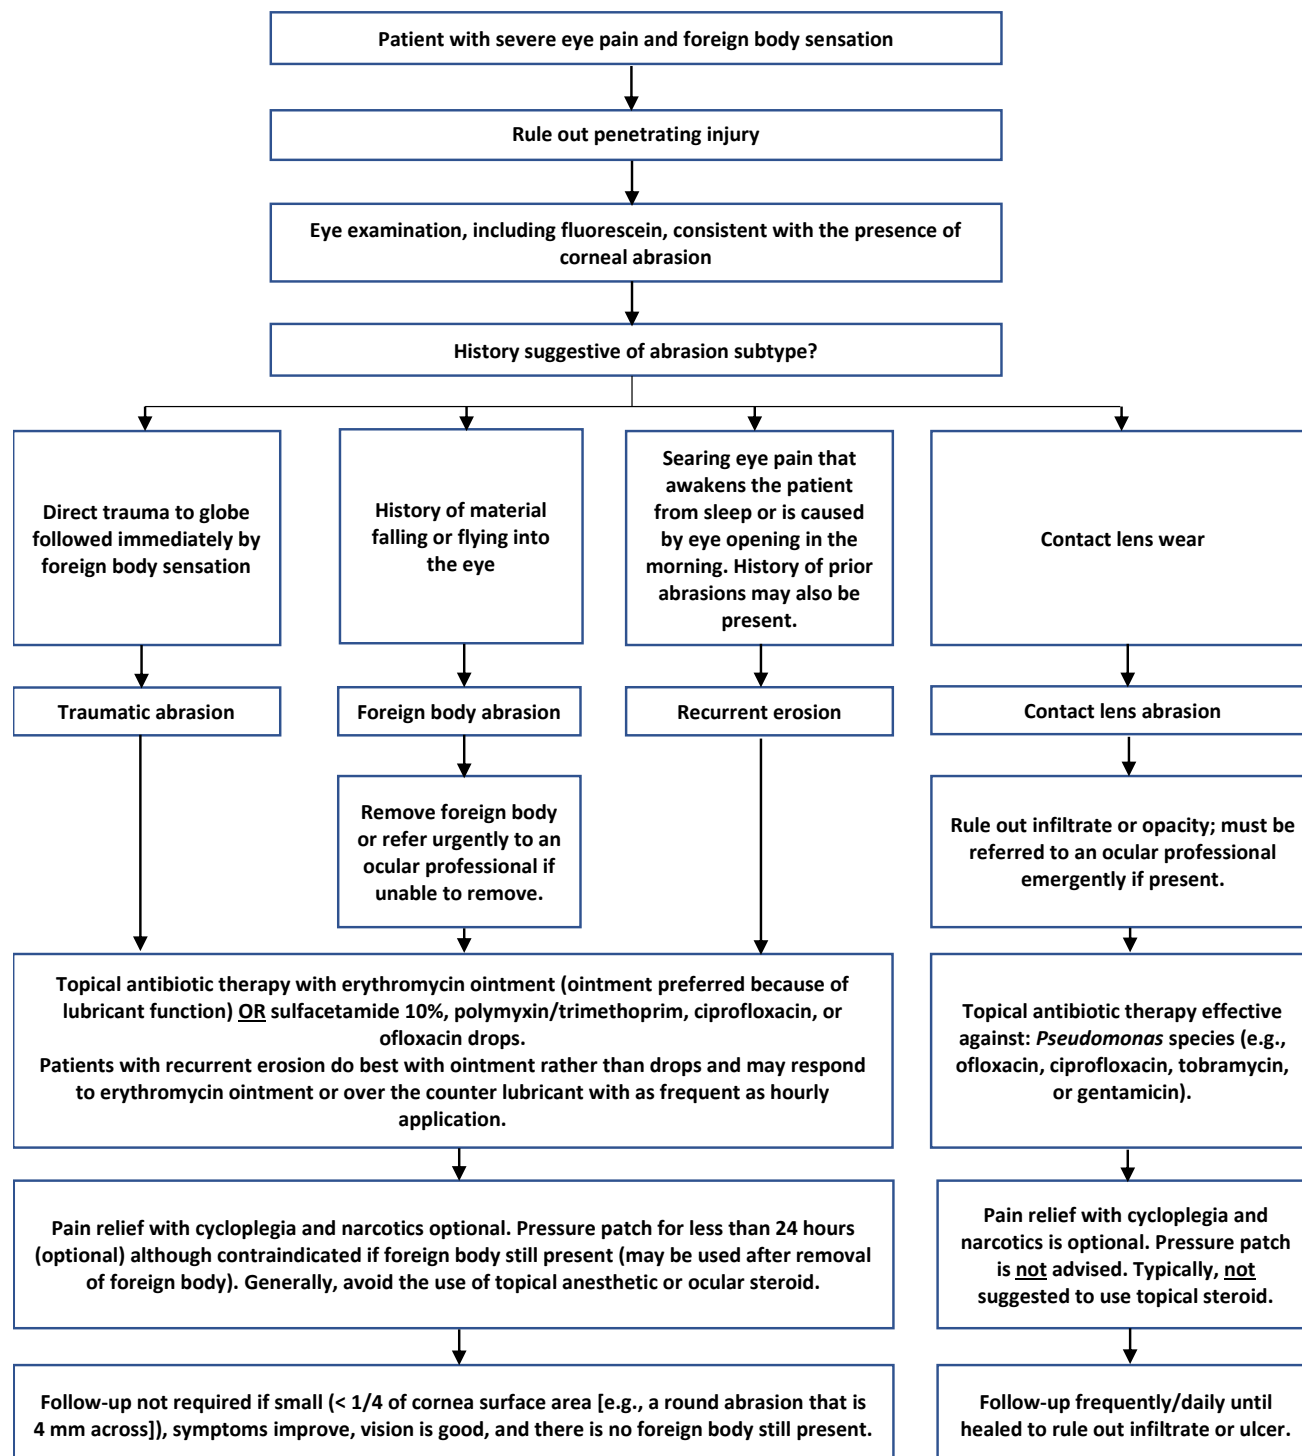 Patient with severe eye pain and foreign body sensation
Rule out penetrating injury
Eye examination, including fluorescein, consistent with the presence of
corneal abrasion
History suggestive of abrasion subtype?
Direct trauma to globe
followed immediately by
foreign body sensation
History of material
falling or flying into
the eye
Searing eye pain that
awakens the patient
from sleep or is caused
by eye opening in the
morning. History of prior
abrasions may also be
present.
Contact lens wear
Traumatic abrasion
Foreign body abrasion
Recurrent erosion
Contact lens abrasion
Remove foreign body
or refer urgently to an
ocular professional if
unable to remove.
Rule out infiltrate or opacity; must be
referred to an ocular professional
emergently if present.
Topical antibiotic therapy with erythromycin ointment (ointment preferred because of
lubricant function) OR sulfacetamide 10%, polymyxin/trimethoprim, ciprofloxacin, or
ofloxacin drops.
Patients with recurrent erosion do best with ointment rather than drops and may respond
to erythromycin ointment or over the counter lubricant with as frequent as hourly
application.
Topical antibiotic therapy effective
against: Pseudomonas species (e.g.,
ofloxacin, ciprofloxacin, tobramycin,
or gentamicin).
Pain relief with cycloplegia and narcotics optional. Pressure patch for less than 24 hours
(optional) although contraindicated if foreign body still present (may be used after removal
of foreign body). Generally, avoid the use of topical anesthetic or ocular steroid.
Pain relief with cycloplegia and
narcotics is optional. Pressure patch
is not advised. Typically, not
suggested to use topical steroid.
Follow-up not required if small (< 1/4 of cornea surface area [e.g., a round abrasion that is
4 mm across]), symptoms improve, vision is good, and there is no foreign body still present.
Follow-up frequently/daily until
healed to rule out infiltrate or ulcer.